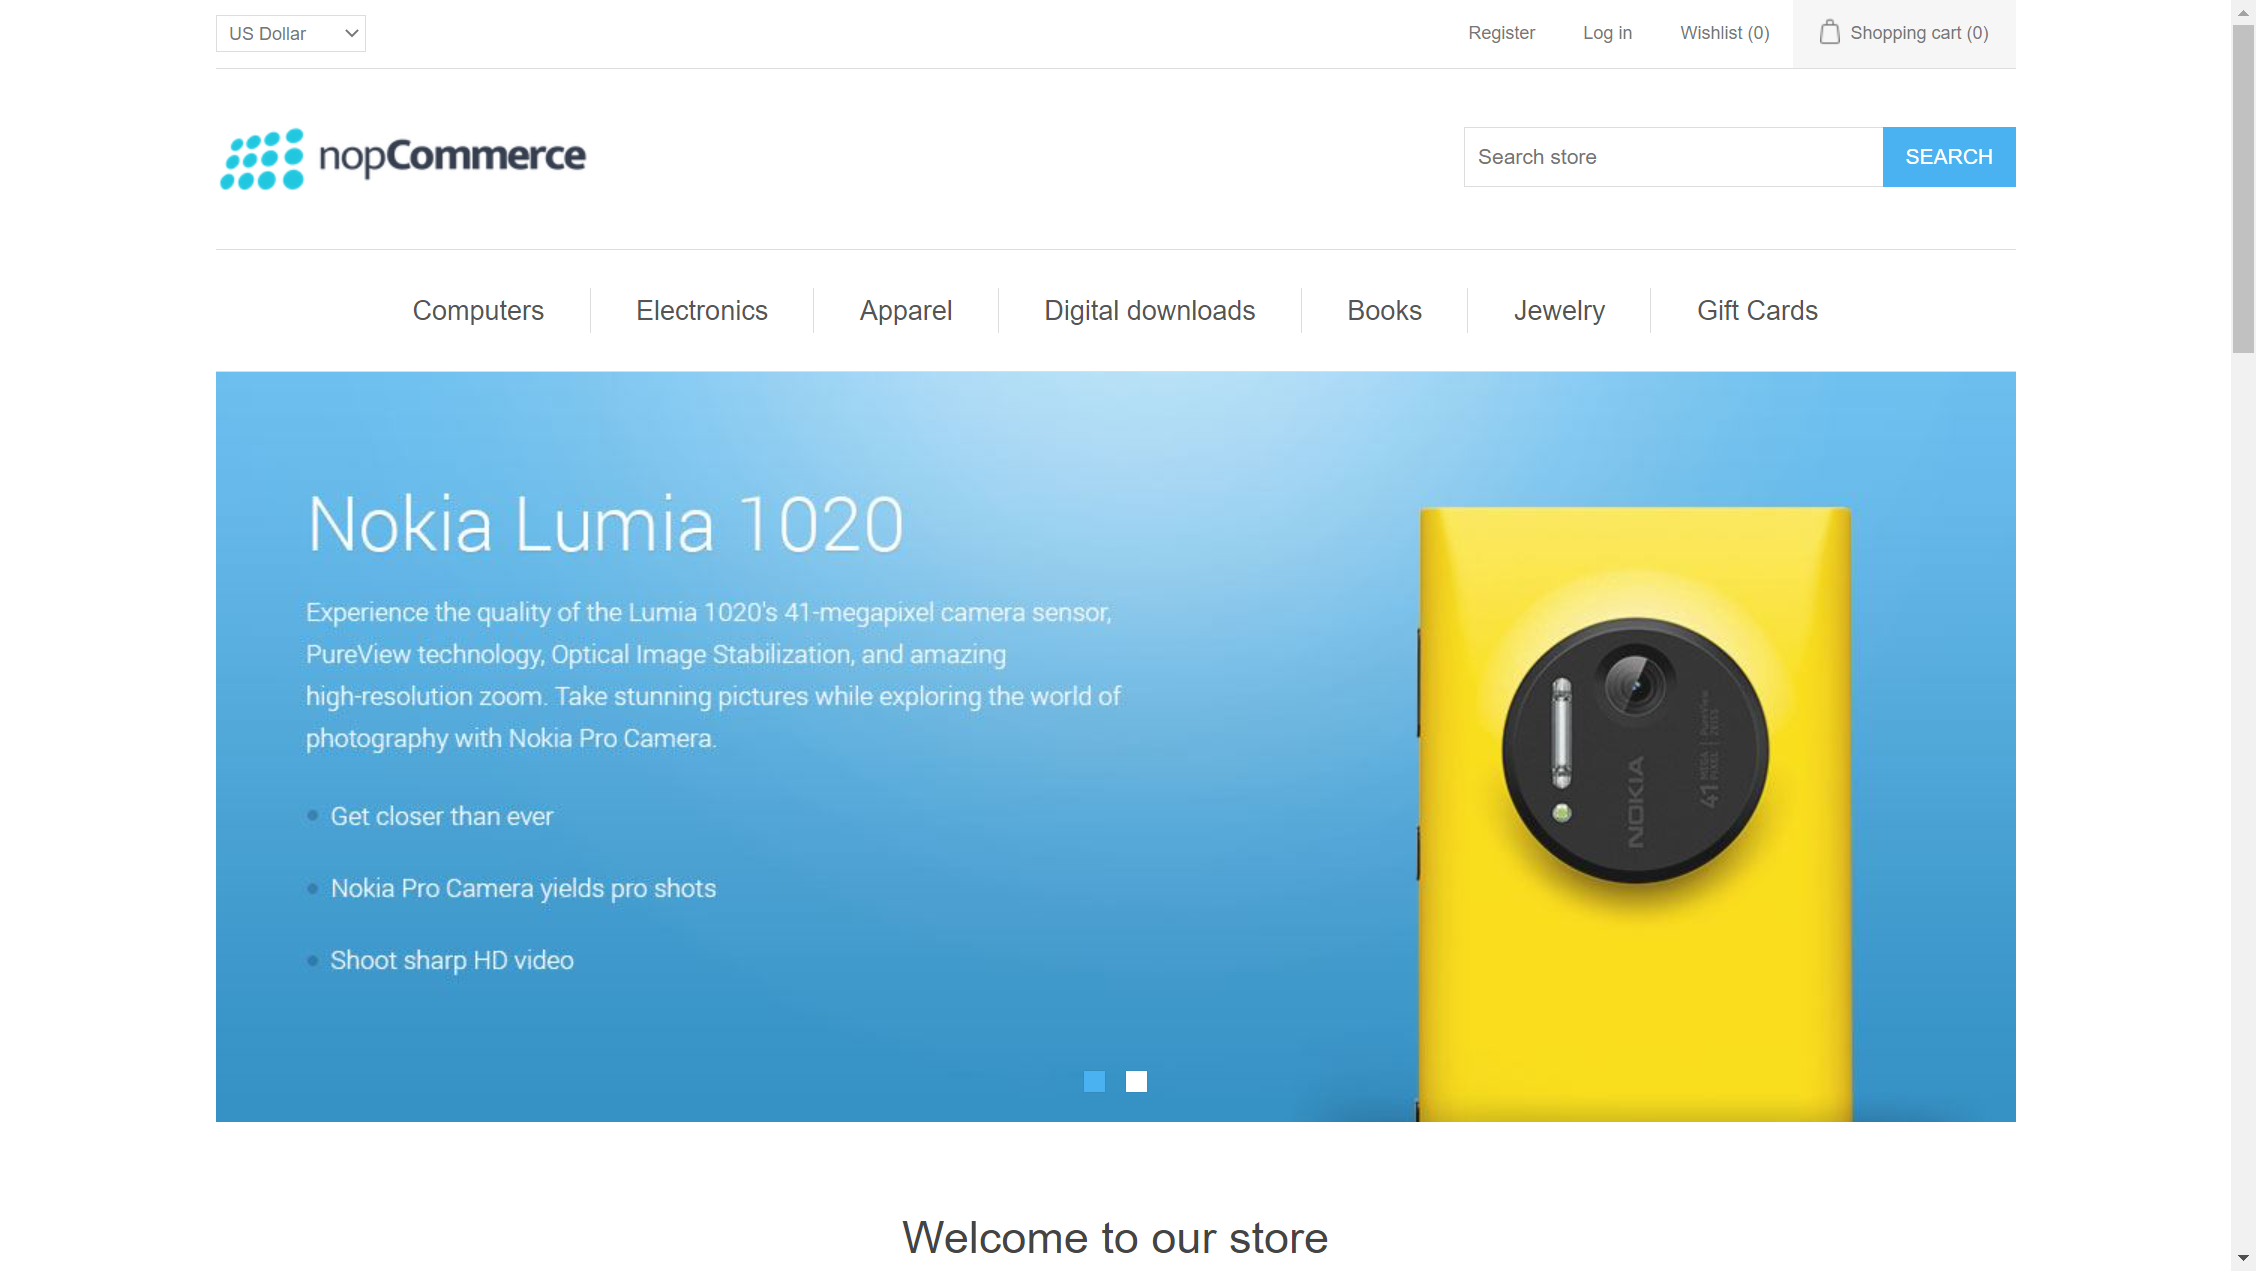 US Dollar
Register Log in Wishlist (0) Shopping cart (0)
nopCommerce
Search store SEARCH
Computers Electronics Apparel Digital downloads Books Jewelry Gift Cards
Nokia Lumia 1020
Experience the quality of the Lumia 1020's 41-megapixel camera sensor,
PureView technology, Optical Image Stabilization, and amazing
high-resolution zoom. Take stunning pictures while exploring the world of
photography with Nokia Pro Camera.
Get closer than ever
Nokia Pro Camera yields pro shots
Shoot sharp HD video
NOKIA
41 MEGA PIXEL | PureView ZEISS
Welcome to our store